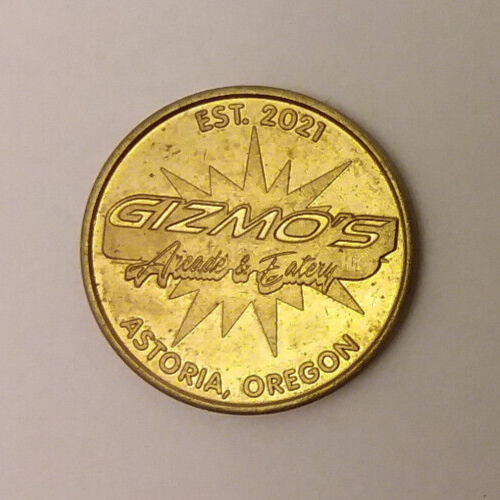 EST. 2021
GIZMO'S
Arcade & Eatery
ASTORIA, OREGON